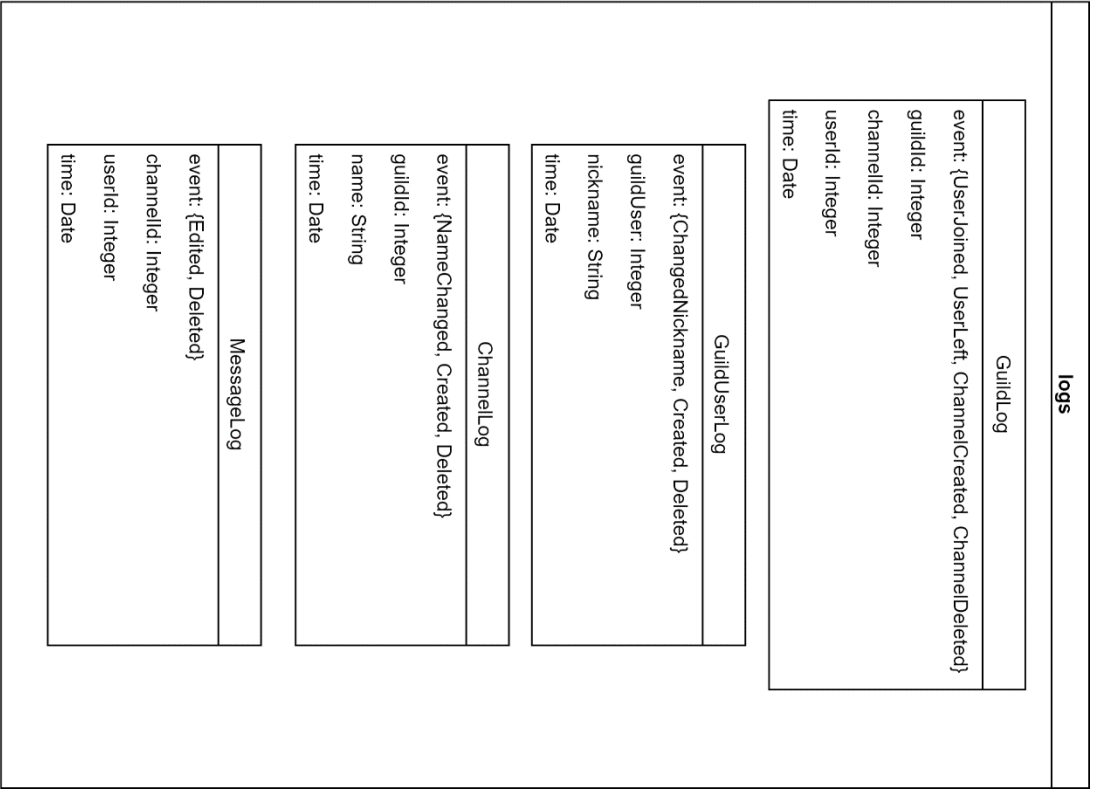 logs
GuildLog
event: {UserJoined, UserLeft, ChannelCreated, ChannelDeleted}
guildId: Integer
channelId: Integer
userId: Integer
time: Date
GuildUserLog
event: {ChangedNickname, Created, Deleted}
guildUser: Integer
nickname: String
time: Date
ChannelLog
event: {NameChanged, Created, Deleted}
guildId: Integer
name: String
time: Date
MessageLog
event: {Edited, Deleted}
channelId: Integer
userId: Integer
time: Date